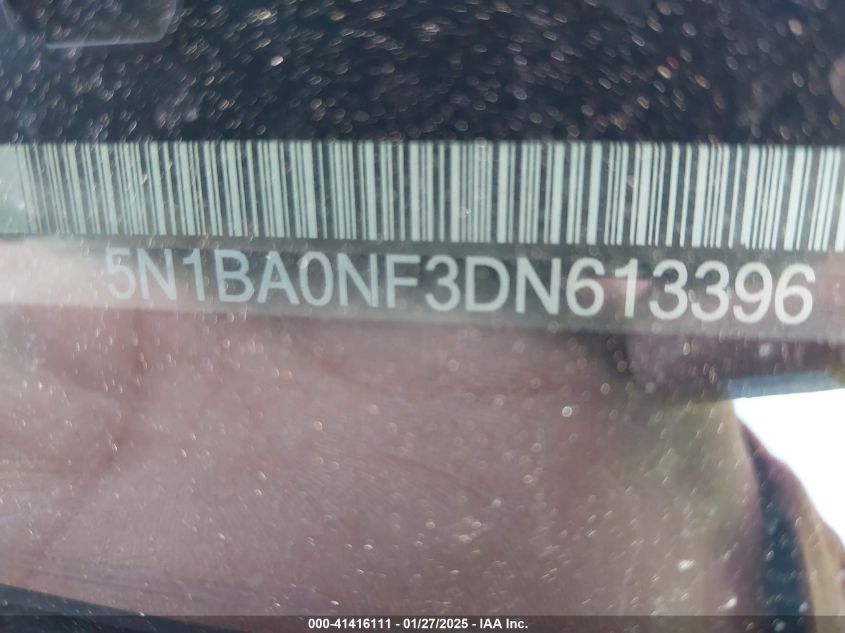 5N1BA0NF3DN613396
000-41416111 - 01/27/2025 - IAA Inc.